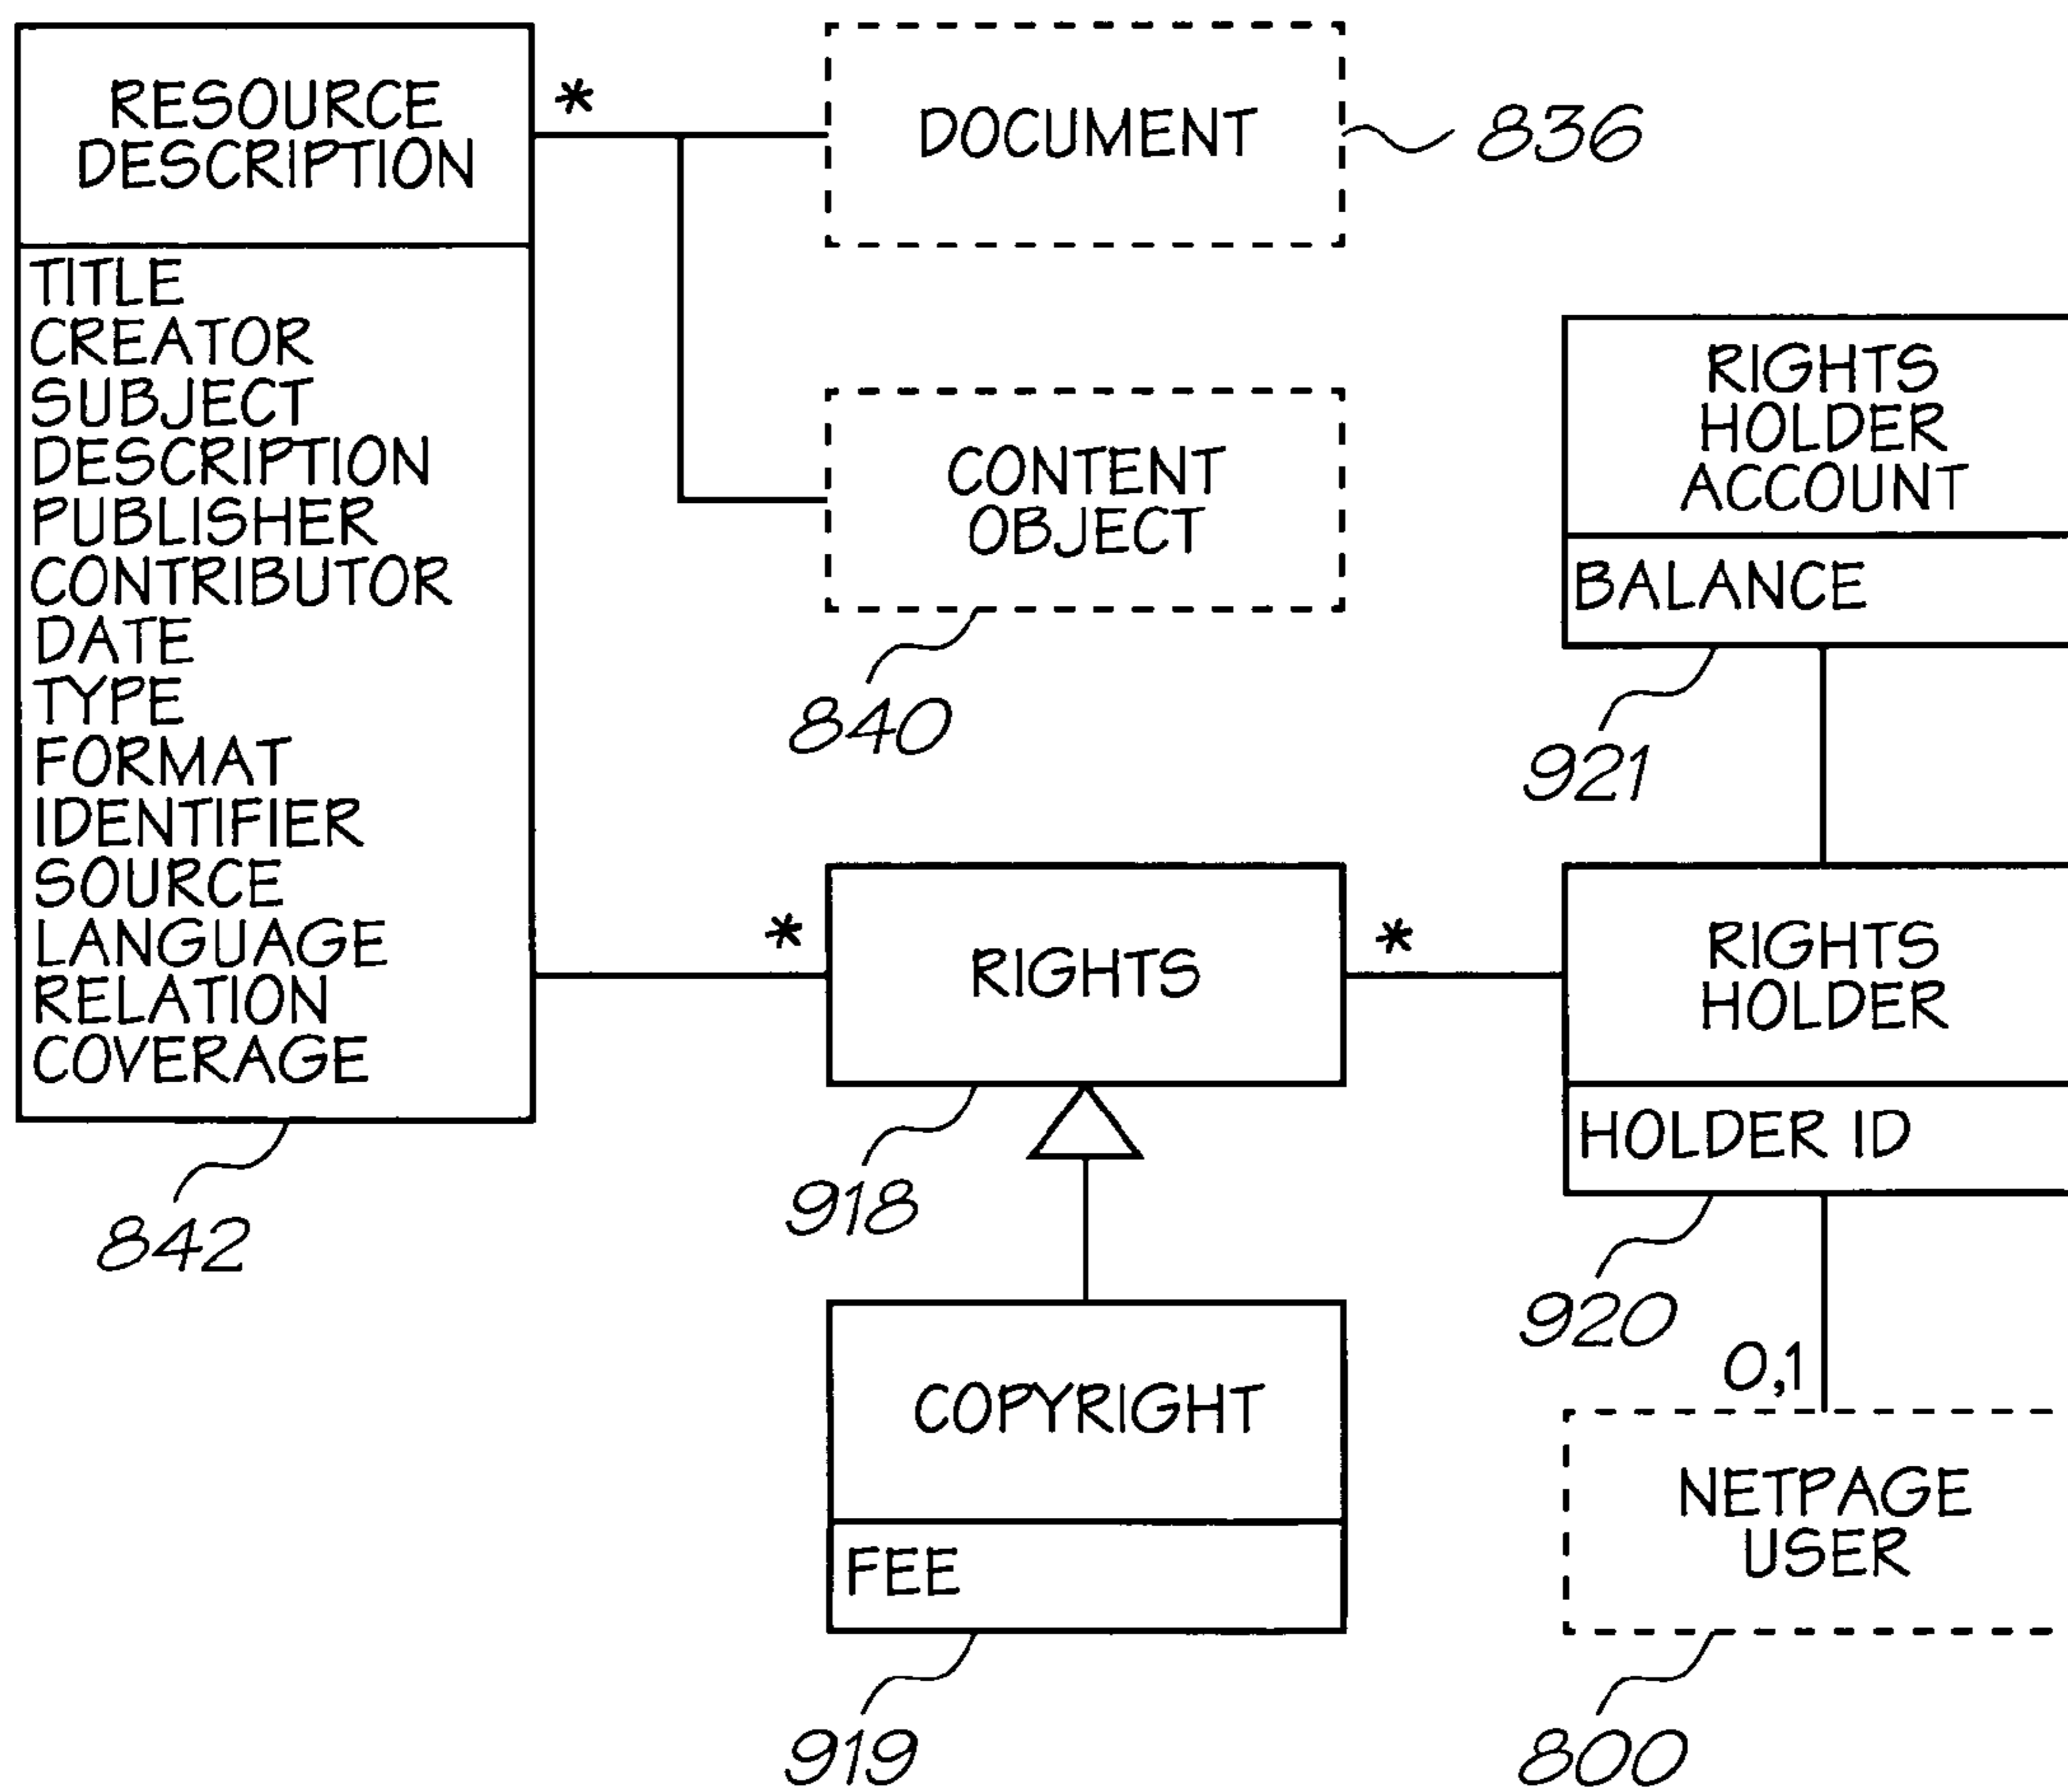 RESOURCE
DESCRIPTION
TITLE
CREATOR
SUBJECT
DESCRIPTION
PUBLISHER
CONTRIBUTOR
DATE
TYPE
FORMAT
IDENTIFIER
SOURCE
LANGUAGE
RELATION
COVERAGE
842
*
DOCUMENT
836
CONTENT
OBJECT
840
RIGHTS
HOLDER
ACCOUNT
BALANCE
921
*
RIGHTS
918
*
RIGHTS
HOLDER
HOLDER ID
920
COPYRIGHT
FEE
919
0,1
NETPAGE
USER
800